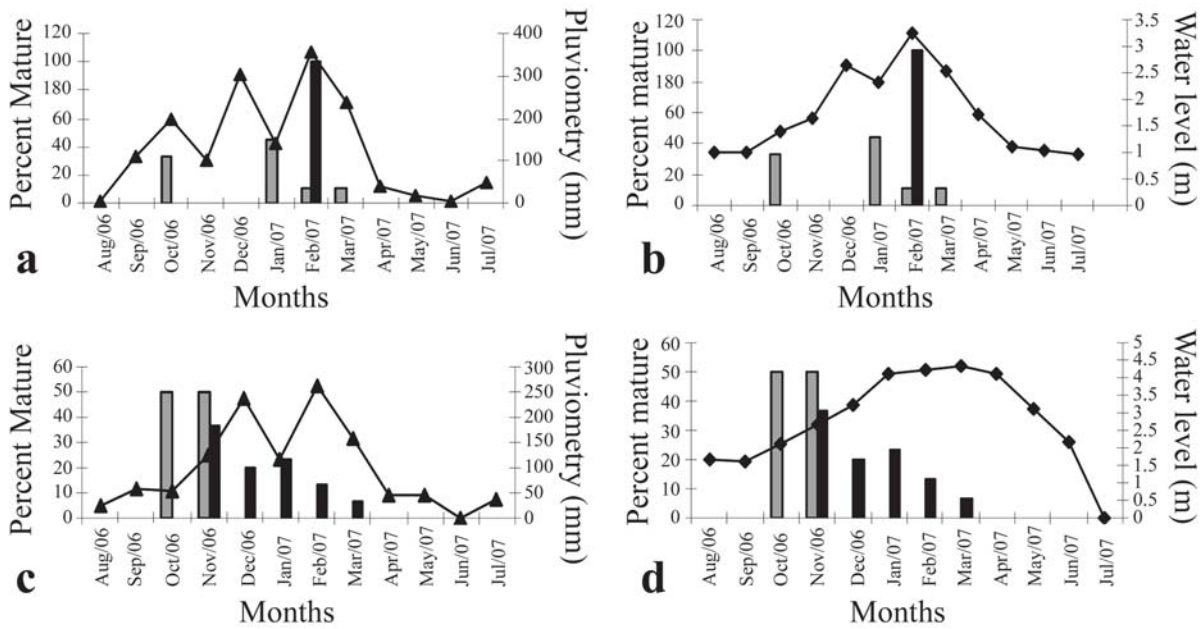 a
Percent Mature
120
100
180
60
40
20
0
400
300
200
100
0
Pluviometry (mm)
Aug/06
Sep/06
Oct/06
Nov/06
Dec/06
Jan/07
Feb/07
Mar/07
Apr/07
May/07
Jun/07
Jul/07
Months
b
Percent mature
120
100
180
60
40
20
0
3.5
3
2.5
2
1.5
1
0.5
0
Water level (m)
Aug/06
Sep/06
Oct/06
Nov/06
Dec/06
Jan/07
Feb/07
Mar/07
Apr/07
May/07
Jun/07
Jul/07
Months
c
Percent Mature
60
50
40
30
20
10
0
300
250
200
150
100
50
0
Pluviometry (mm)
Aug/06
Sep/06
Oct/06
Nov/06
Dec/06
Jan/07
Feb/07
Mar/07
Apr/07
May/07
Jun/07
Jul/07
Months
d
Percent mature
60
50
40
30
20
10
0
5
4.5
4
3.5
3
2.5
2
1.5
1
0.5
0
Water level (m)
Aug/06
Sep/06
Oct/06
Nov/06
Dec/06
Jan/07
Feb/07
Mar/07
Apr/07
May/07
Jun/07
Jul/07
Months